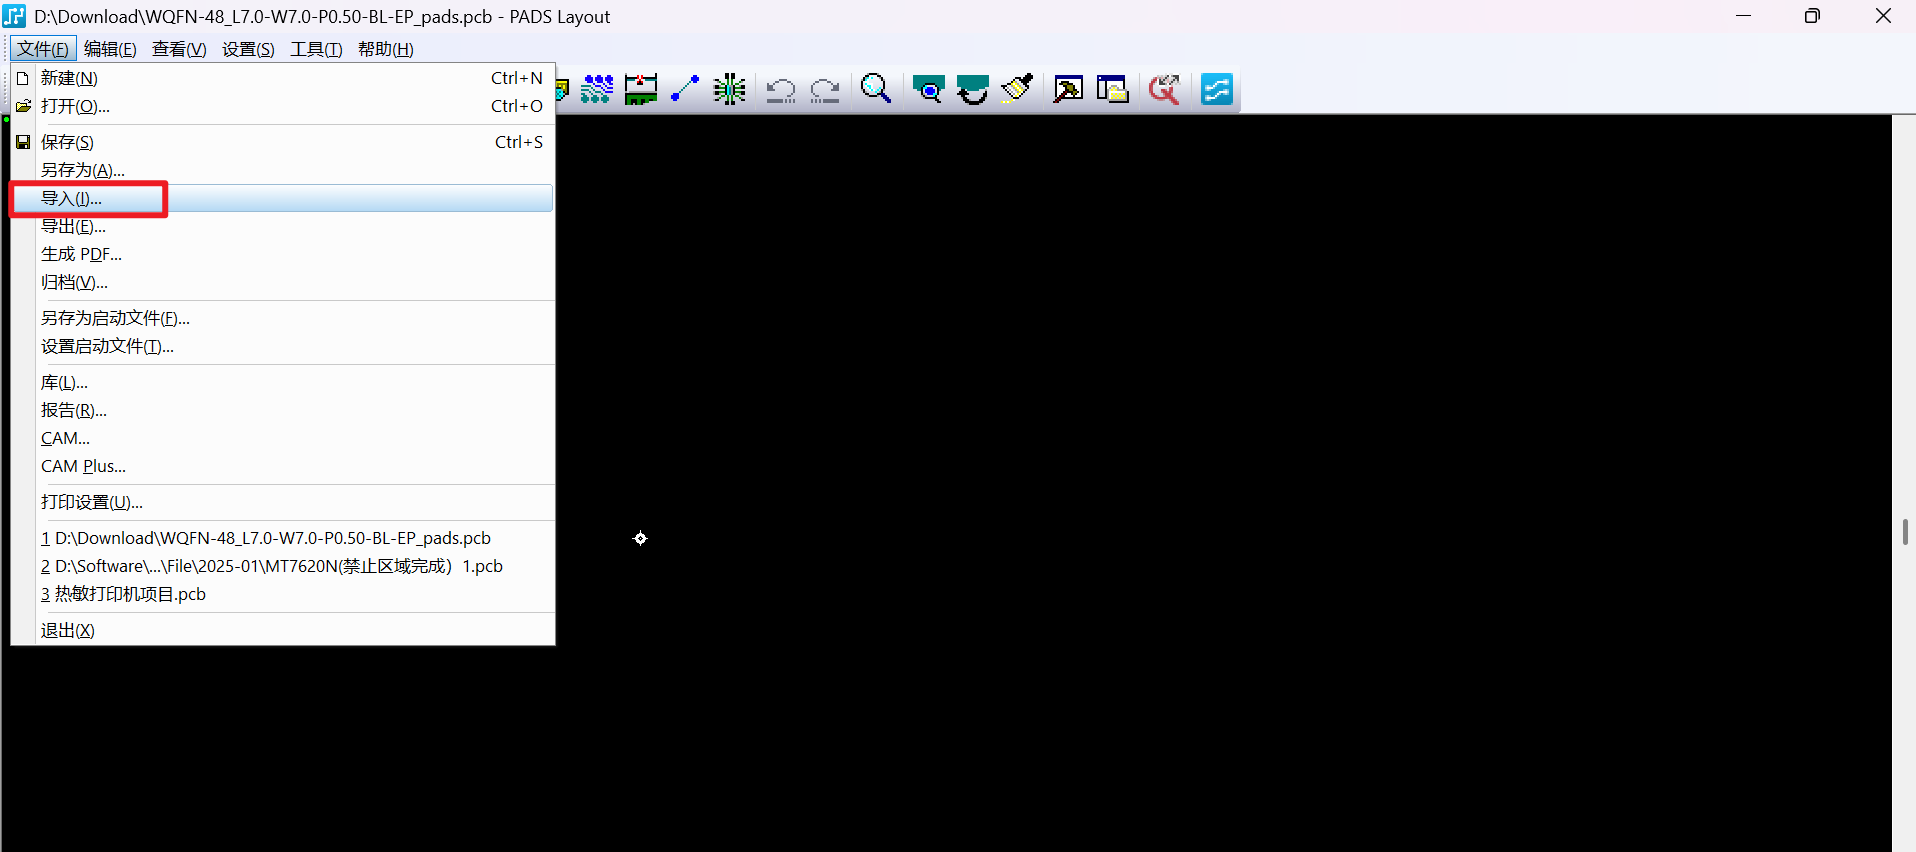 D:\Download\WQFN-48_L7.0-W7.0-P0.50-BL-EP_pads.pcb - PADS Layout
文件(F) 编辑(E) 查看(V) 设置(S) 工具(T) 帮助(H)
新建(N) Ctrl+N
打开(O)... Ctrl+O
保存(S) Ctrl+S
另存为(A)...
导入(I)...
导出(E)...
生成 PDF...
归档(V)...
另存为启动文件(F)...
设置启动文件(T)...
库(L)...
报告(R)...
CAM...
CAM Plus...
打印设置(U)...
1 D:\Download\WQFN-48_L7.0-W7.0-P0.50-BL-EP_pads.pcb
2 D:\Software\...\File\2025-01\MT7620N(禁止区域完成）1.pcb
3 热敏打印机项目.pcb
退出(X)